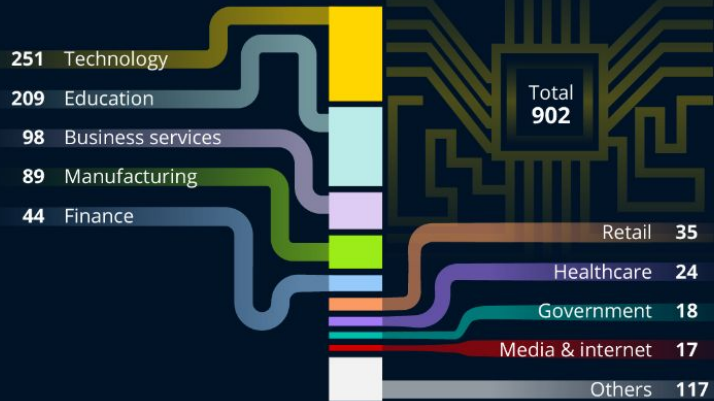 251 Technology
209 Education
98 Business services
89 Manufacturing
44 Finance
Total
902
Retail 35
Healthcare 24
Government 18
Media & internet 17
Others 117